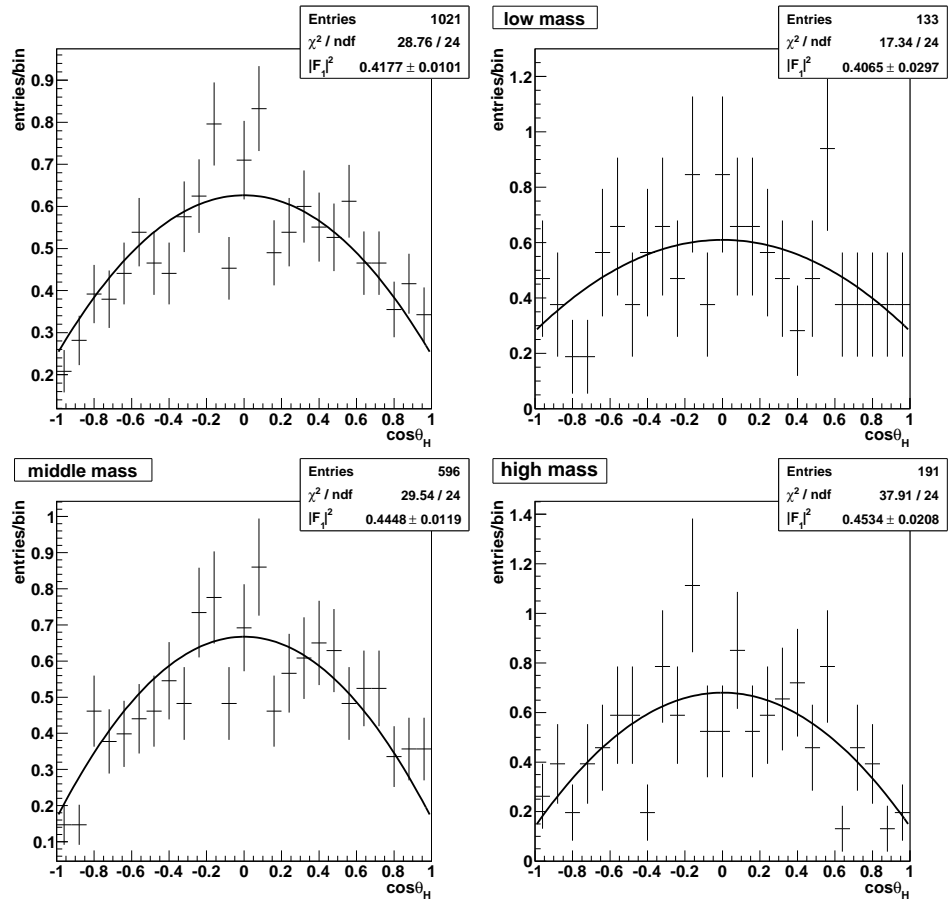 Entries 1021
χ² / ndf 28.76 / 24
|F₁|² 0.4177 ± 0.0101
entries/bin
0.9
0.8
0.7
0.6
0.5
0.4
0.3
0.2
-1 -0.8 -0.6 -0.4 -0.2 0 0.2 0.4 0.6 0.8 1
cosθ_H
low mass
Entries 133
χ² / ndf 17.34 / 24
|F₁|² 0.4065 ± 0.0297
entries/bin
1.2
1
0.8
0.6
0.4
0.2
0
-1 -0.8 -0.6 -0.4 -0.2 0 0.2 0.4 0.6 0.8 1
cosθ_H
middle mass
Entries 596
χ² / ndf 29.54 / 24
|F₁|² 0.4448 ± 0.0119
entries/bin
1
0.9
0.8
0.7
0.6
0.5
0.4
0.3
0.2
0.1
-1 -0.8 -0.6 -0.4 -0.2 0 0.2 0.4 0.6 0.8 1
cosθ_H
high mass
Entries 191
χ² / ndf 37.91 / 24
|F₁|² 0.4534 ± 0.0208
entries/bin
1.4
1.2
1
0.8
0.6
0.4
0.2
0
-1 -0.8 -0.6 -0.4 -0.2 0 0.2 0.4 0.6 0.8 1
cosθ_H